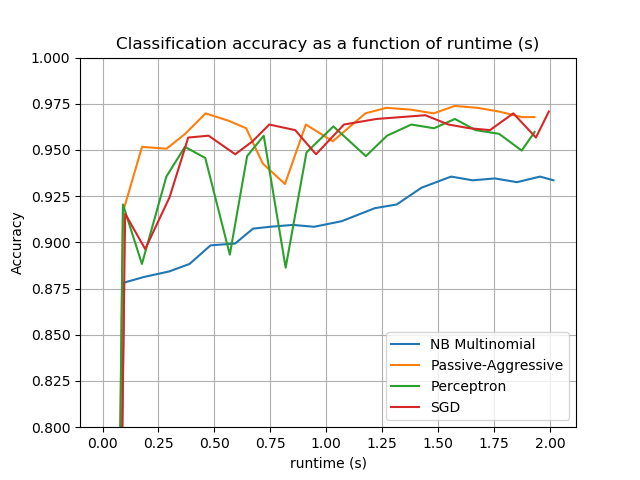 Classification accuracy as a function of runtime (s)
1.000
0.975
0.950
0.925
0.900
0.875
0.850
0.825
0.800
Accuracy
NB Multinomial
Passive-Aggressive
Perceptron
SGD
0.00 0.25 0.50 0.75 1.00 1.25 1.50 1.75 2.00
runtime (s)